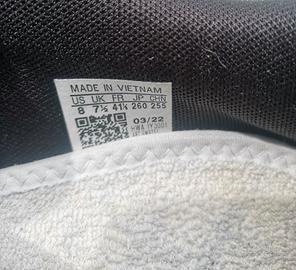 MADE IN VIETNAM
US UK FR JP CHN
8 7½ 41⅓ 260 255
03/22